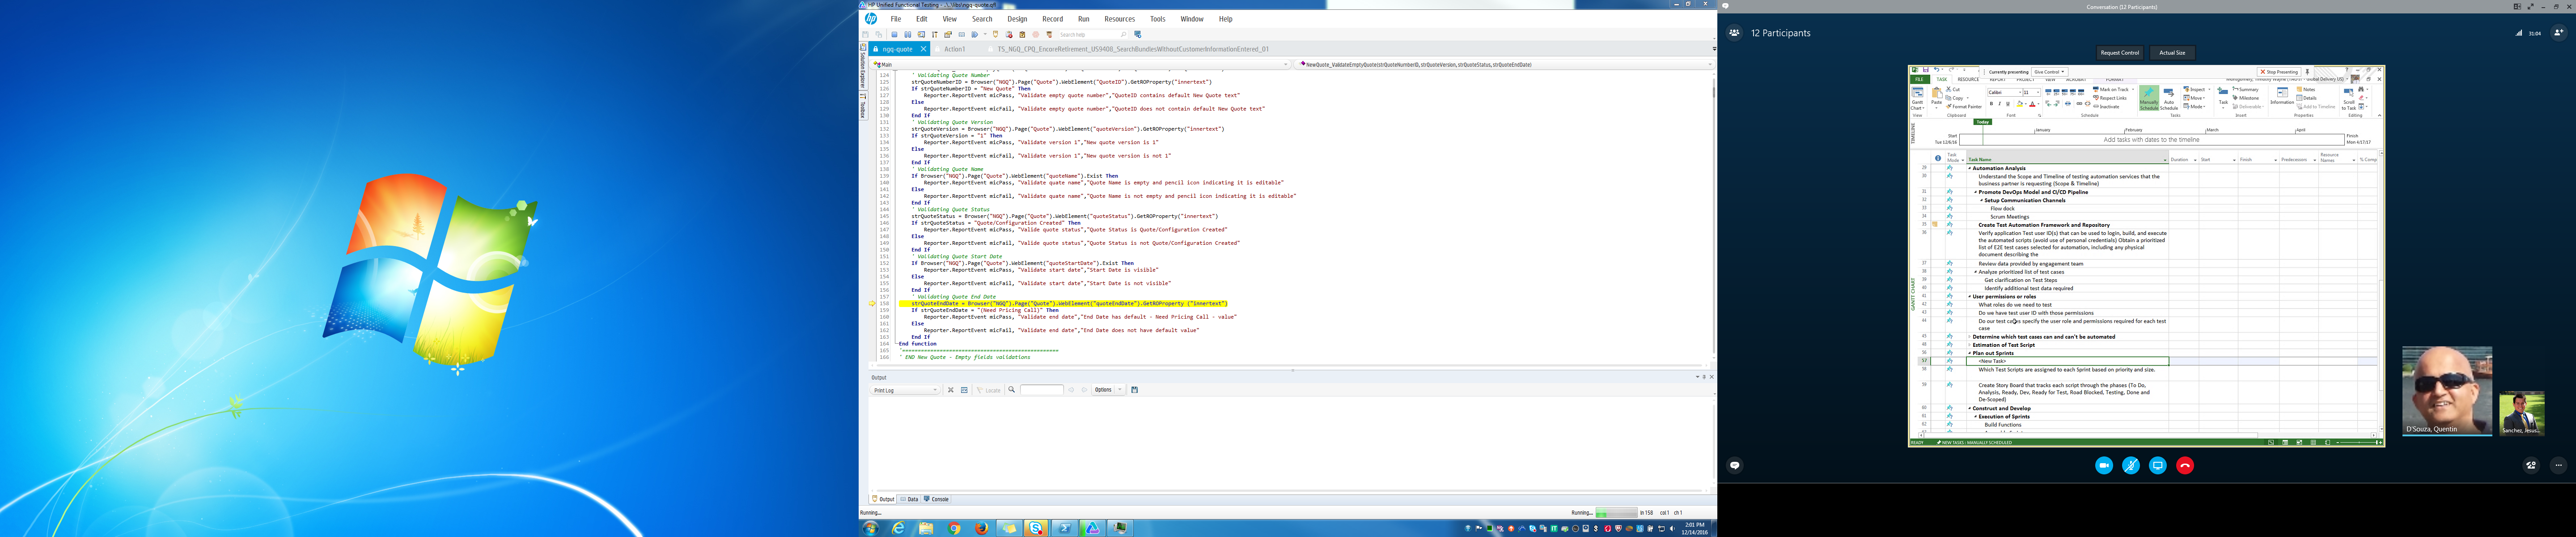 HP Unified Functional Testing - ..\..\libs\ngq-quote.qfl
File Edit View Search Design Record Run Resources Tools Window Help
Search help
ngq-quote
Action1
TS_NGQ_CPQ_EncoreRetirement_US9408_SearchBundlesWithoutCustomerInformationEntered_01
Solution Explorer
Toolbox
Main
NewQuote_ValidateEmptyQuote(strQuoteNumberID, strQuoteVersion, strQuoteStatus, strQuoteEndDate)
124 ' Validating Quote Number
125 strQuoteNumberID = Browser("NGQ").Page("Quote").WebElement("QuoteID").GetROProperty("innertext")
126 If strQuoteNumberID = "New Quote" Then
127 Reporter.ReportEvent micPass, "Validate empty quote number","QuoteID contains default New Quote text"
128 Else
129 Reporter.ReportEvent micFail, "Validate empty quote number","QuoteID does not contain default New Quote text"
130 End If
131 ' Validating Quote Version
132 strQuoteVersion = Browser("NGQ").Page("Quote").WebElement("quoteVersion").GetROProperty("innertext")
133 If strQuoteVersion = "1" Then
134 Reporter.ReportEvent micPass, "Validate version 1","New quote version is 1"
135 Else
136 Reporter.ReportEvent micFail, "Validate version 1","New quote version is not 1"
137 End If
138 ' Validating Quote Name
139 If Browser("NGQ").Page("Quote").WebElement("quoteName").Exist Then
140 Reporter.ReportEvent micPass, "Validate quote name","Quote Name is empty and pencil icon indicating it is editable"
141 Else
142 Reporter.ReportEvent micFail, "Validate quate name","Quote Name is not empty and pencil icon indicating it is editable"
143 End If
144 ' Validating Quote Status
145 strQuoteStatus = Browser("NGQ").Page("Quote").WebElement("quoteStatus").GetROProperty("innertext")
146 If strQuoteStatus = "Quote/Configuration Created" Then
147 Reporter.ReportEvent micPass, "Valide quote status","Quote Status is Quote/Configuration Created"
148 Else
149 Reporter.ReportEvent micFail, "Valide quote status","Quote Status is not Quote/Configuration Created"
150 End If
151 ' Validating Quote Start Date
152 If Browser("NGQ").Page("Quote").WebElement("quoteStartDate").Exist Then
153 Reporter.ReportEvent micPass, "Validate start date","Start Date is visible"
154 Else
155 Reporter.ReportEvent micFail, "Validate start date","Start Date is not visible"
156 End If
157 ' Validating Quote End Date
158 strQuoteEndDate = Browser("NGQ").Page("Quote").WebElement("quoteEndDate").GetROProperty ("innertext")
159 If strQuoteEndDate = "(Need Pricing Call)" Then
160 Reporter.ReportEvent micPass, "Validate end date","End Date has default - Need Pricing Call - value"
161 Else
162 Reporter.ReportEvent micFail, "Validate end date","End Date does not have default value"
163 End If
164 End function
165 '==================================================
166 ' END New Quote - Empty fields validations
Output
Print Log
Locate
Options
Output Data Console
Running... Running... ln 158 col 1 ch 1
2:01 PM
12/14/2016
Conversation (12 Participants)
12 Participants
31:04
Request Control Actual Size
Currently presenting Give Control Stop Presenting
FILE TASK RESOURCE REPORT PROJECT VIEW ACROBAT FORMAT
Gantt Chart
Paste
Cut
Copy
Format Painter
Calibri 11
Mark on Track
Respect Links
Manually Schedule
Auto Schedule
Inspect
Move
Mode
Task
Summary
Milestone
Deliverable
Information
Notes
Details
Add to Timeline
Scroll to Task
View Clipboard Font Schedule Tasks Insert Properties Editing
Today
TIMELINE
January February March April
Start
Tue 12/6/16
Add tasks with dates to the timeline
Finish
Mon 4/17/17
Task Mode Task Name Duration Start Finish Predecessors Resource Names % Comp
GANTT CHART
29 Automation Analysis
30 Understand the Scope and Timeline of testing automation services that the
business partner is requesting (Scope & Timeline)
31 Promote DevOps Model and CI/CD Pipeline
32 Setup Communication Channels
33 Flow dock
34 Scrum Meetings
35 Create Test Automation Framework and Repository
36 Verify application Test user ID(s) that can be used to login, build, and execute
the automated scripts (avoid use of personal credentials) Obtain a prioritized
list of E2E test cases selected for automation, including any physical
document describing the
37 Review data provided by engagement team
38 Analyze prioritized list of test cases
39 Get clarification on Test Steps
40 Identify additional test data required
41 User permissions or roles
42 What roles do we need to test
43 Do we have test user ID with those permissions
44 Do our test cases specify the user role and permissions required for each test
case
45 Determine which test cases can and can't be automated
48 Estimation of Test Script
56 Plan out Sprints
57 <New Task>
58 Which Test Scripts are assigned to each Sprint based on priority and size.
59 Create Story Board that tracks each script through the phases (To Do,
Analysis, Ready, Dev, Ready for Test, Road Blocked, Testing, Done and
De-Scoped)
60 Construct and Develop
61 Execution of Sprints
62 Build Functions
READY NEW TASKS : MANUALLY SCHEDULED
D'Souza, Quentin
Sanchez, Jesus...